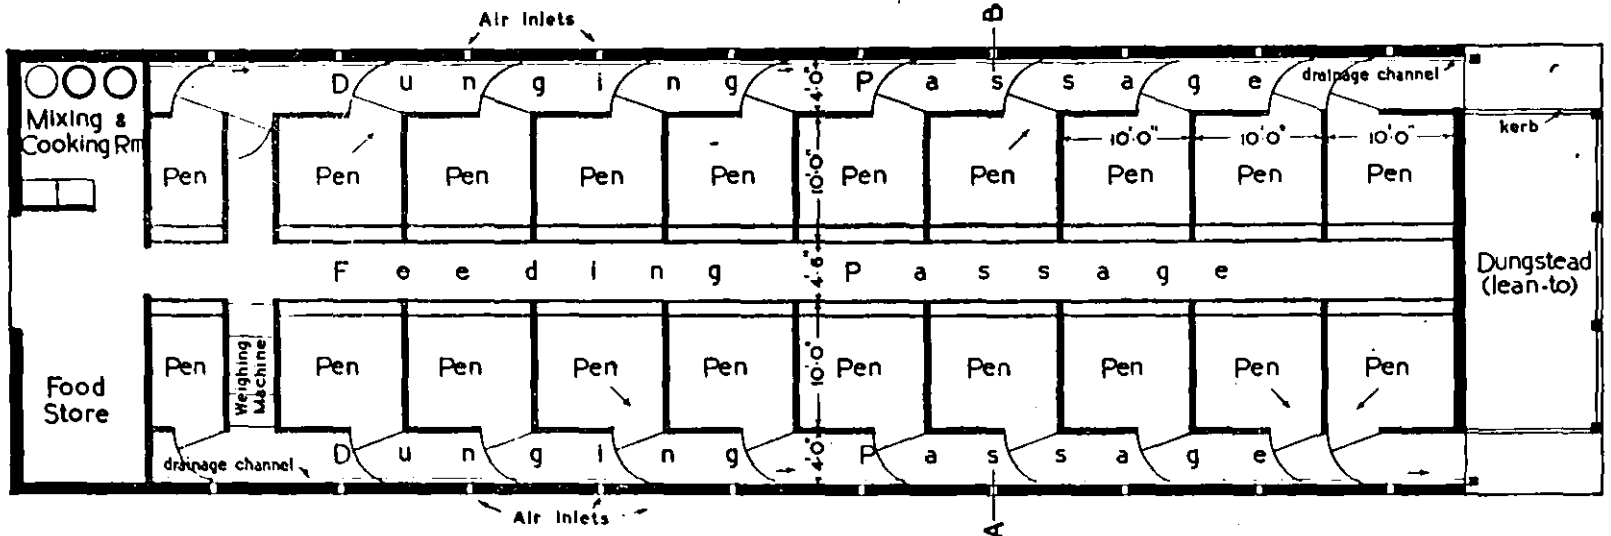 Air Inlets
B
Dunging Passage
drainage channel
4'·0"
Mixing &
Cooking Rm
kerb
10'·0"
10'·0"
10'·0"
Pen
Pen
Pen
Pen
Pen
Pen
Pen
Pen
Pen
Pen
10'·0"
Feeding Passage
4'·6"
Dungstead
(lean-to)
Pen
Weighing
Machine
Pen
Pen
Pen
Pen
Pen
Pen
Pen
Pen
Pen
10'·0"
Food
Store
Dunging Passage
4'·0"
drainage channel
Air Inlets
A